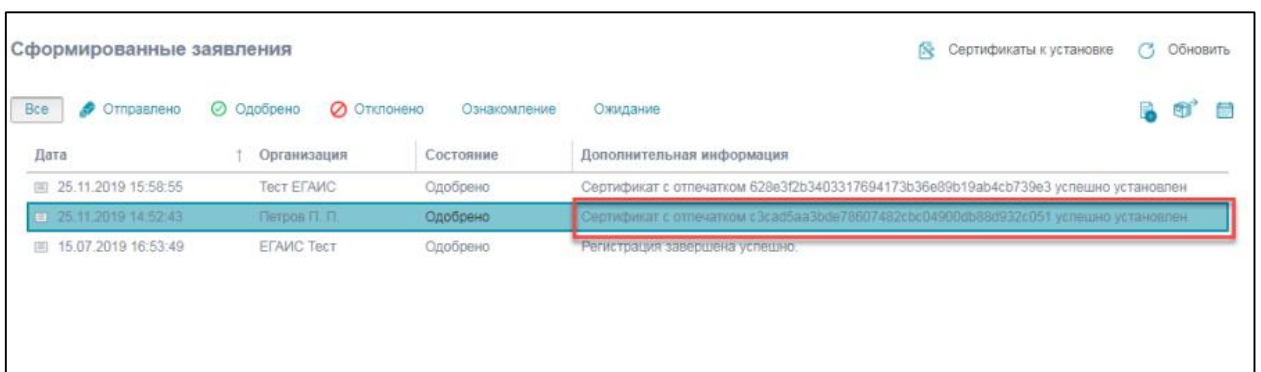 Сформированные заявления Сертификаты к установке Обновить
Все Отправлено Одобрено Отклонено Ознакомление Ожидание
Дата ↑ Организация Состояние Дополнительная информация
25.11.2019 15:58:55 Тест ЕГАИС Одобрено Сертификат с отпечатком 628e3f2b3403317694173b36e89b19ab4cb739e3 успешно установлен
25.11.2019 14:52:43 Петров П. П. Одобрено Сертификат с отпечатком c3cad5aa3bde78607482cbc04900db88d932c051 успешно установлен
15.07.2019 16:53:49 ЕГАИС Тест Одобрено Регистрация завершена успешно.